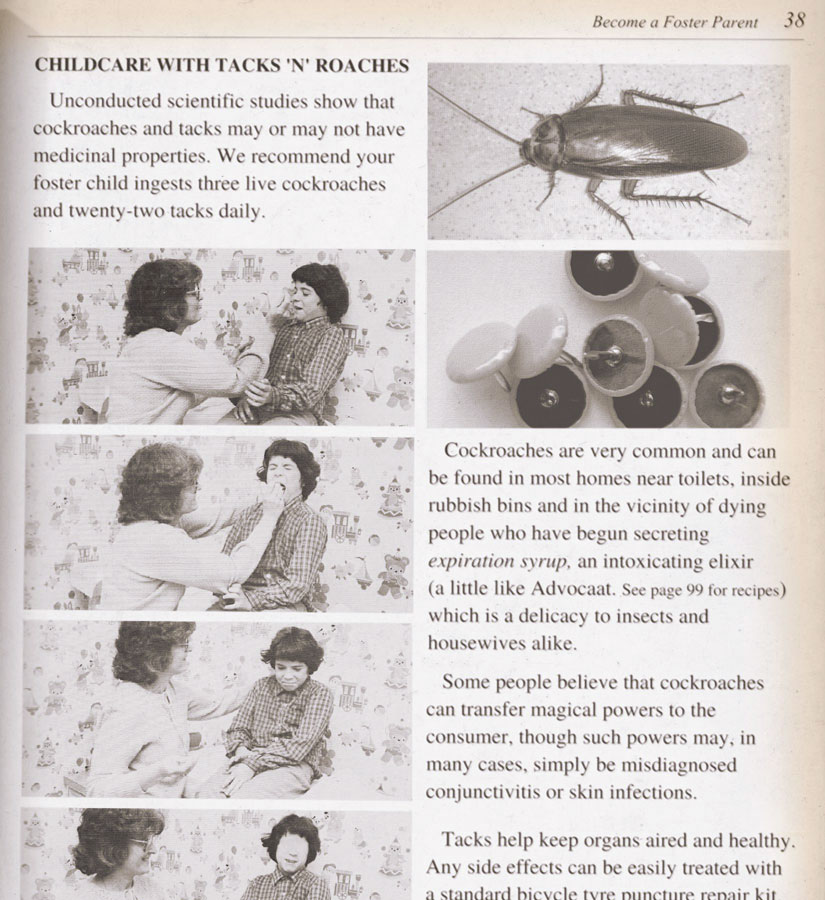 Become a Foster Parent 38
CHILDCARE WITH TACKS 'N' ROACHES
Unconducted scientific studies show that
cockroaches and tacks may or may not have
medicinal properties. We recommend your
foster child ingests three live cockroaches
and twenty-two tacks daily.
Cockroaches are very common and can
be found in most homes near toilets, inside
rubbish bins and in the vicinity of dying
people who have begun secreting
expiration syrup, an intoxicating elixir
(a little like Advocaat. See page 99 for recipes)
which is a delicacy to insects and
housewives alike.
Some people believe that cockroaches
can transfer magical powers to the
consumer, though such powers may, in
many cases, simply be misdiagnosed
conjunctivitis or skin infections.
Tacks help keep organs aired and healthy.
Any side effects can be easily treated with
a standard bicycle tyre puncture repair kit